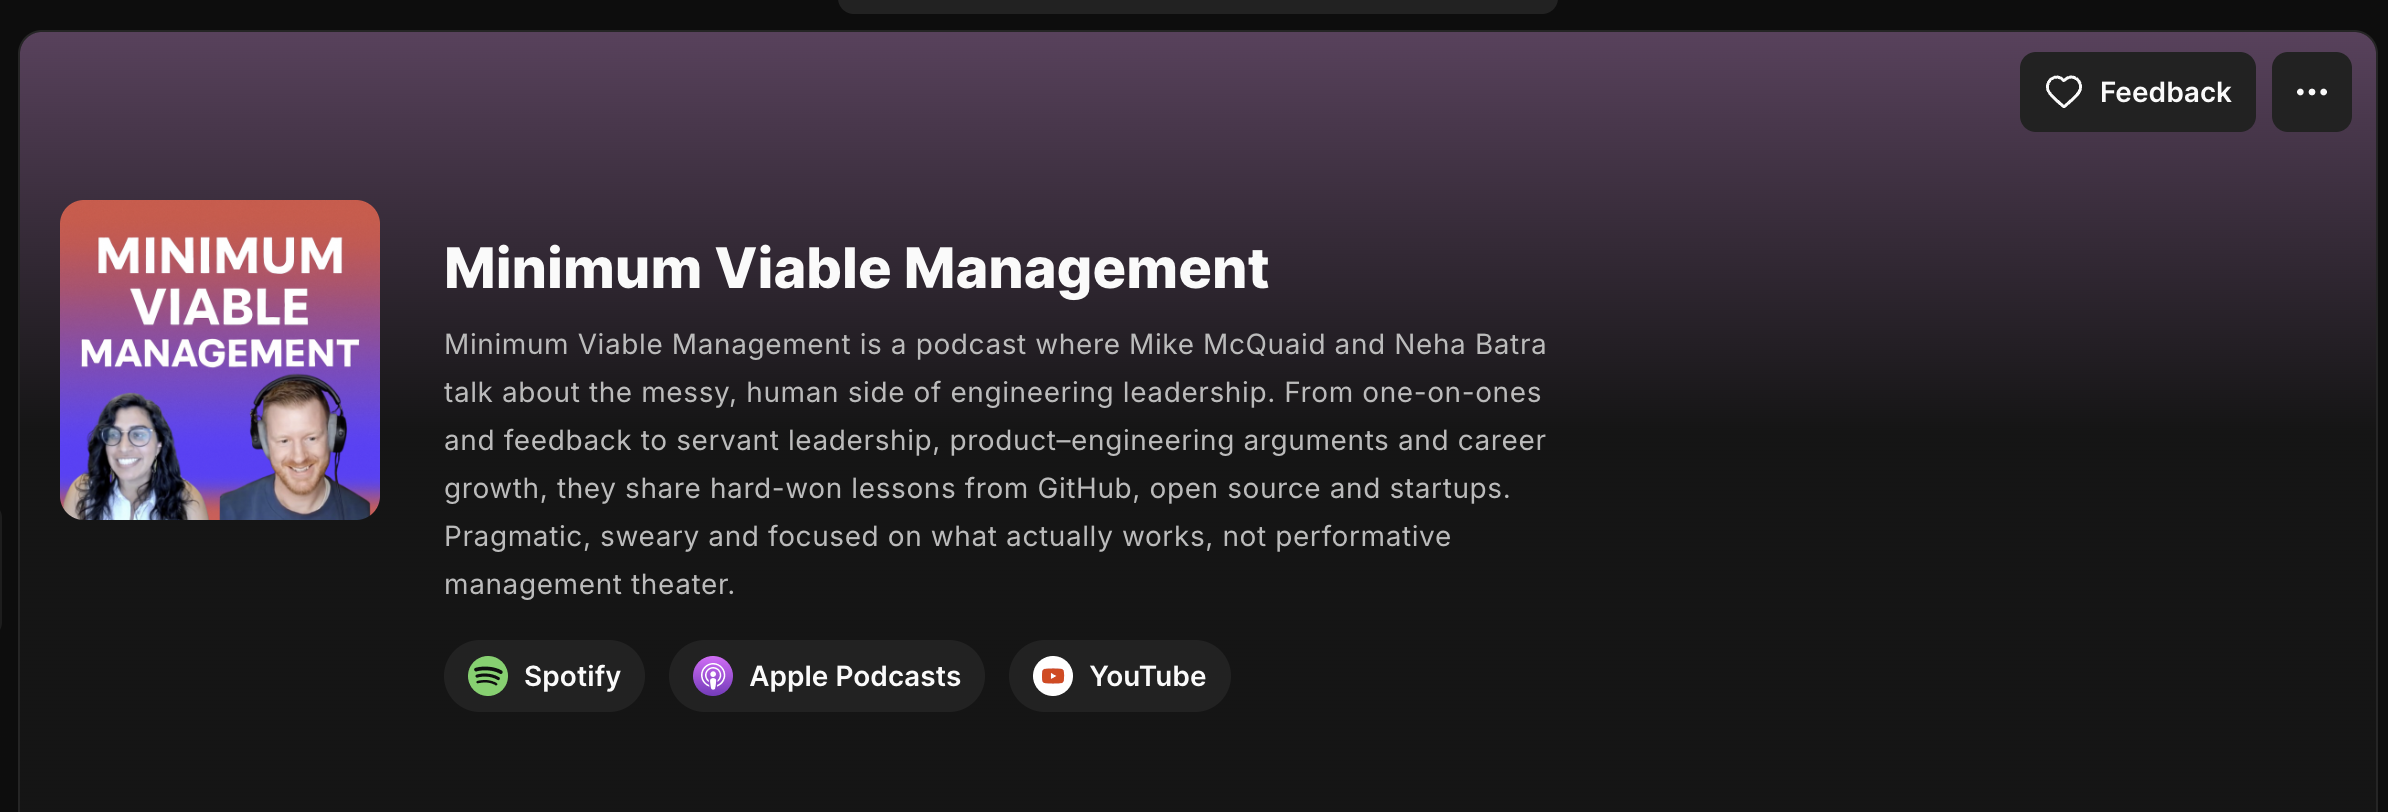 Feedback
MINIMUM
VIABLE
MANAGEMENT
Minimum Viable Management
Minimum Viable Management is a podcast where Mike McQuaid and Neha Batra
talk about the messy, human side of engineering leadership. From one-on-ones
and feedback to servant leadership, product–engineering arguments and career
growth, they share hard-won lessons from GitHub, open source and startups.
Pragmatic, sweary and focused on what actually works, not performative
management theater.
Spotify
Apple Podcasts
YouTube